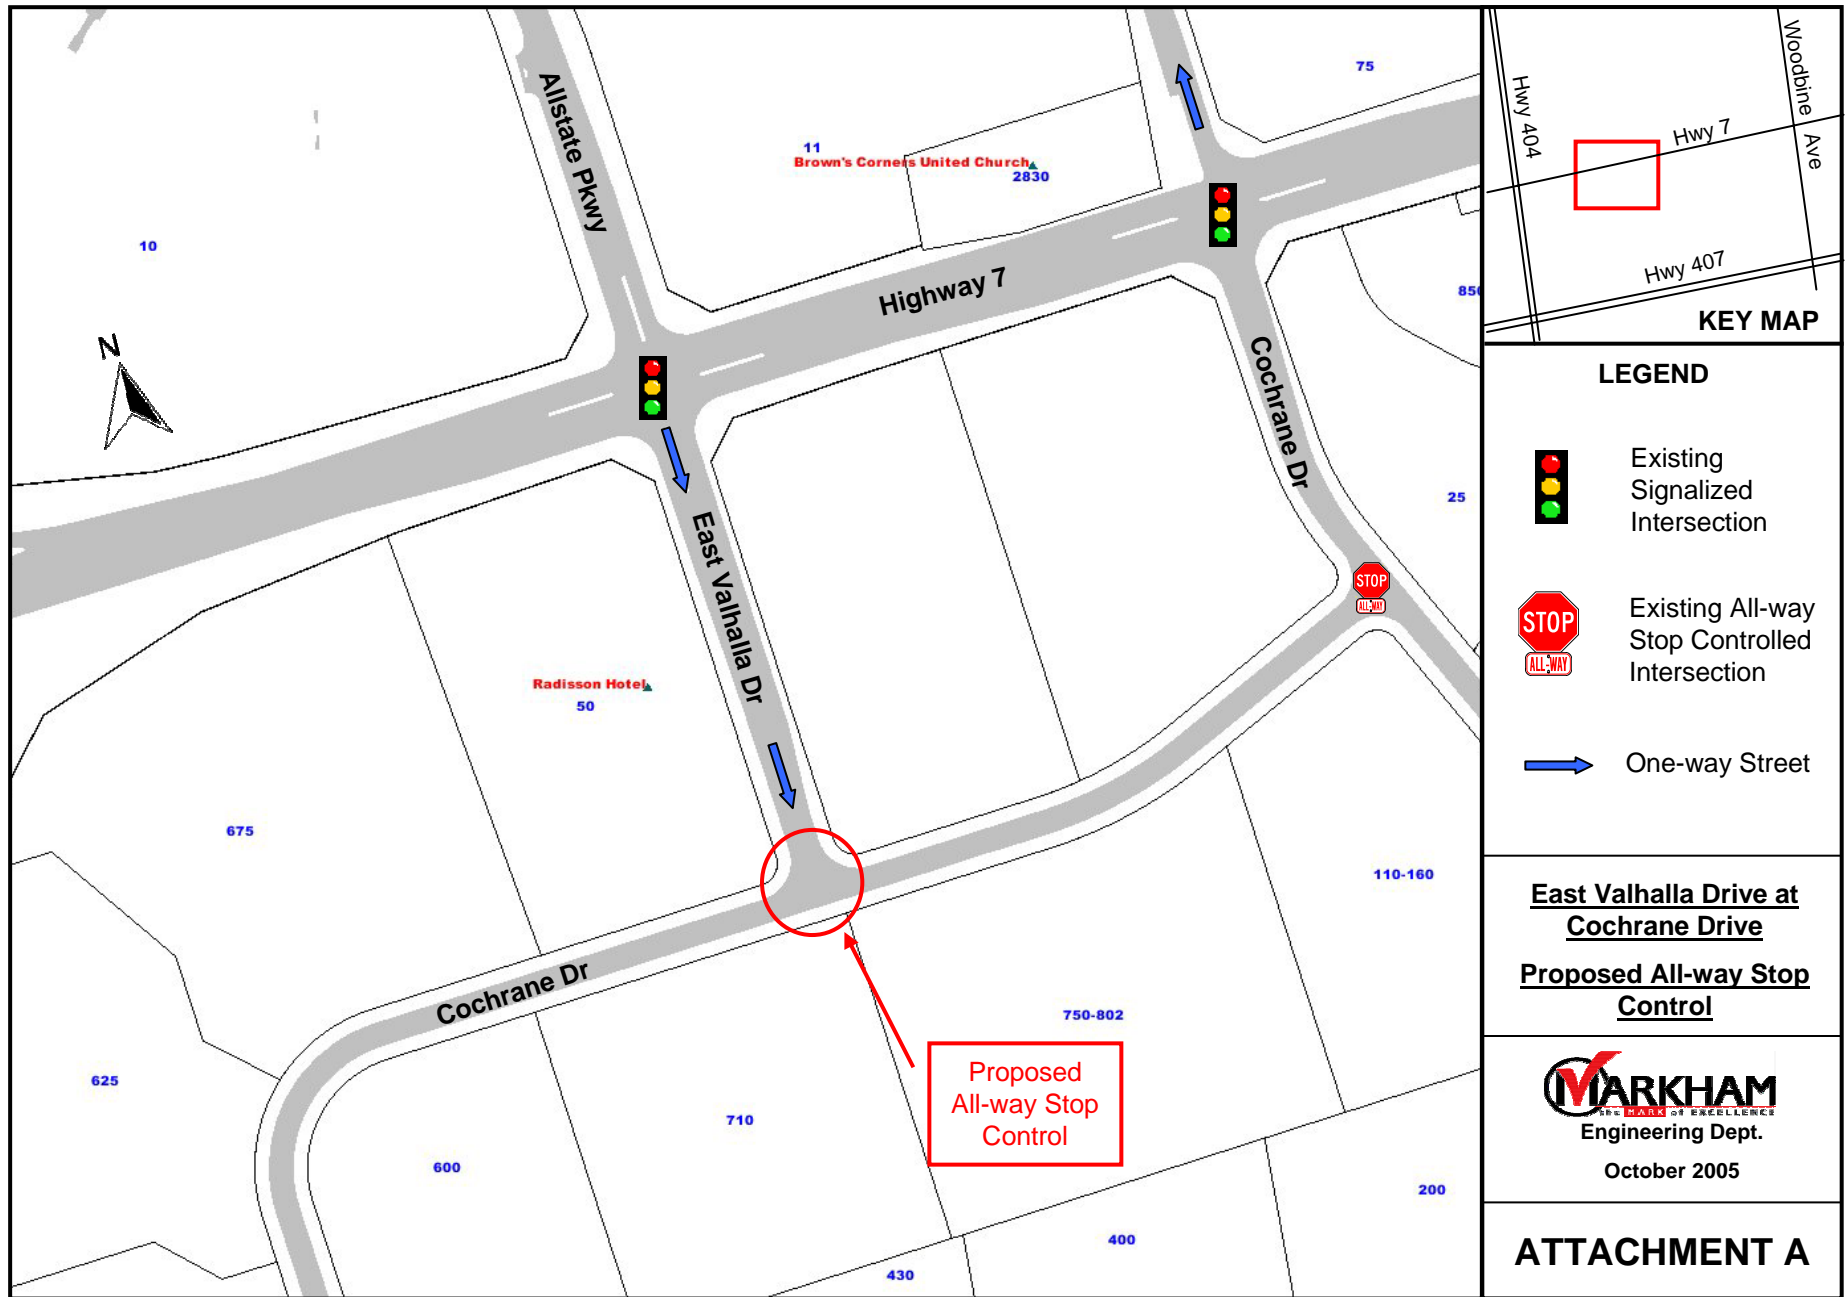 Allstate Pkwy
75
11
Brown's Corners United Church
2830
10
Highway 7
850
N
Cochrane Dr
25
East Valhalla Dr
Radisson Hotel
50
675
110-160
Cochrane Dr
750-802
625
710
600
Proposed
All-way Stop
Control
200
400
430
STOP
ALL-WAY
Hwy 404
Woodbine Ave
Hwy 7
Hwy 407
KEY MAP
LEGEND
Existing
Signalized
Intersection
STOP
ALL-WAY
Existing All-way
Stop Controlled
Intersection
One-way Street
East Valhalla Drive at
Cochrane Drive
Proposed All-way Stop
Control
MARKHAM
the MARK of EXCELLENCE
Engineering Dept.
October 2005
ATTACHMENT A